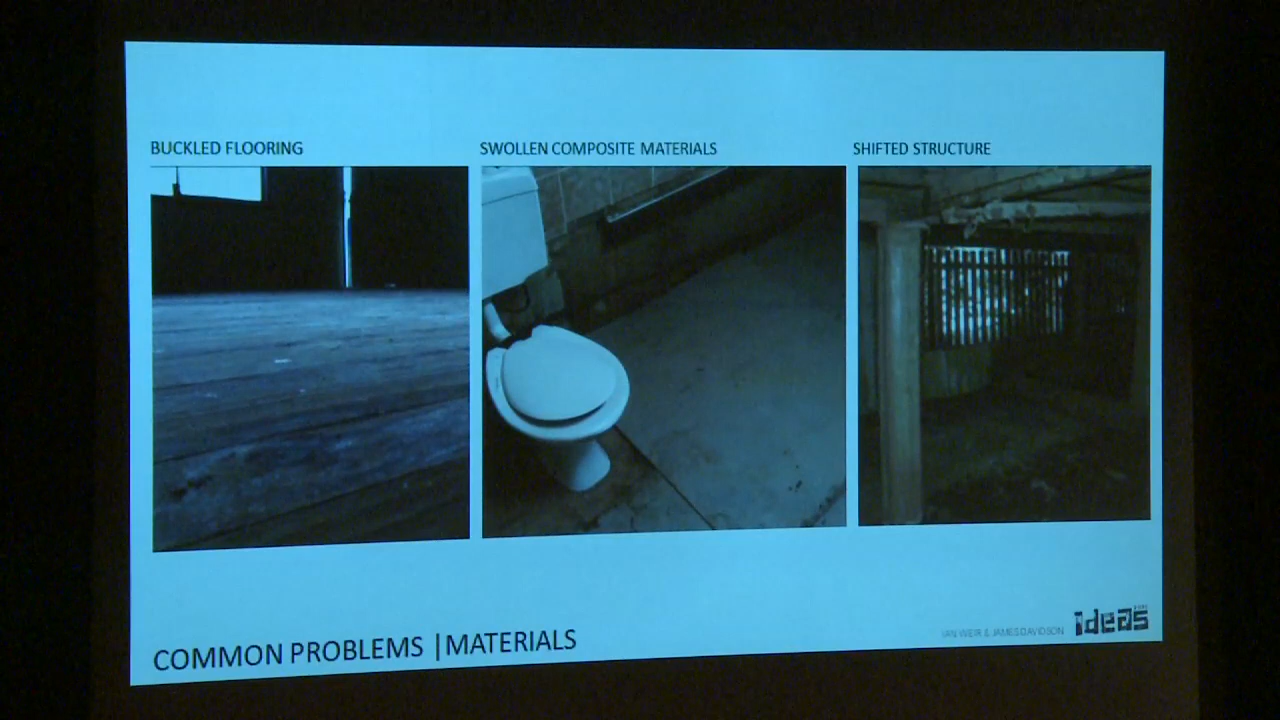 BUCKLED FLOORING
SWOLLEN COMPOSITE MATERIALS
SHIFTED STRUCTURE
COMMON PROBLEMS |MATERIALS
IAN WEIR & JAMES DAVIDSON
ideas